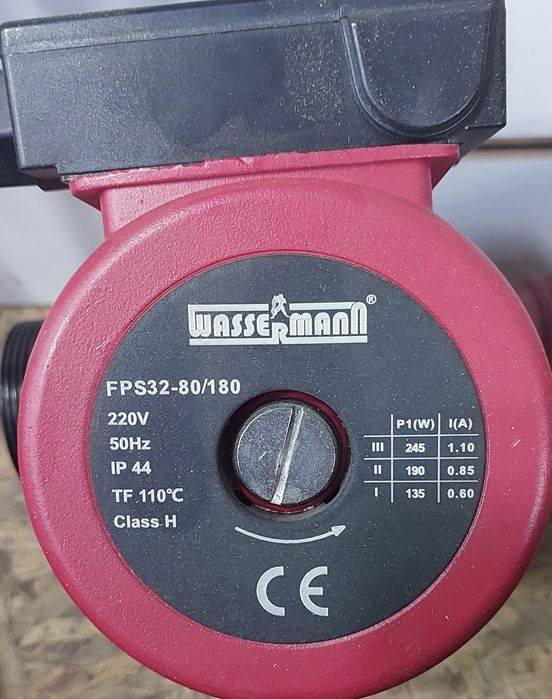 WASSERMANN®
FPS32-80/180
220V
50Hz
IP 44
TF 110℃
Class H
P1(W) I(A)
III 245 1.10
II 190 0.85
I 135 0.60
CE